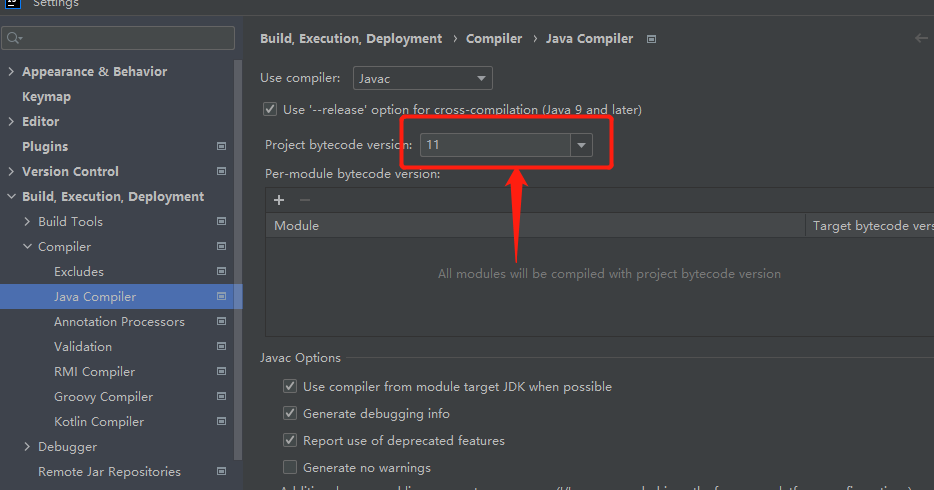 Settings
Appearance & Behavior
Keymap
Editor
Plugins
Version Control
Build, Execution, Deployment
Build Tools
Compiler
Excludes
Java Compiler
Annotation Processors
Validation
RMI Compiler
Groovy Compiler
Kotlin Compiler
Debugger
Remote Jar Repositories
Build, Execution, Deployment › Compiler › Java Compiler
Use compiler: Javac
Use '--release' option for cross-compilation (Java 9 and later)
Project bytecode version: 11
Per-module bytecode version:
Module Target bytecode vers
All modules will be compiled with project bytecode version
Javac Options
Use compiler from module target JDK when possible
Generate debugging info
Report use of deprecated features
Generate no warnings